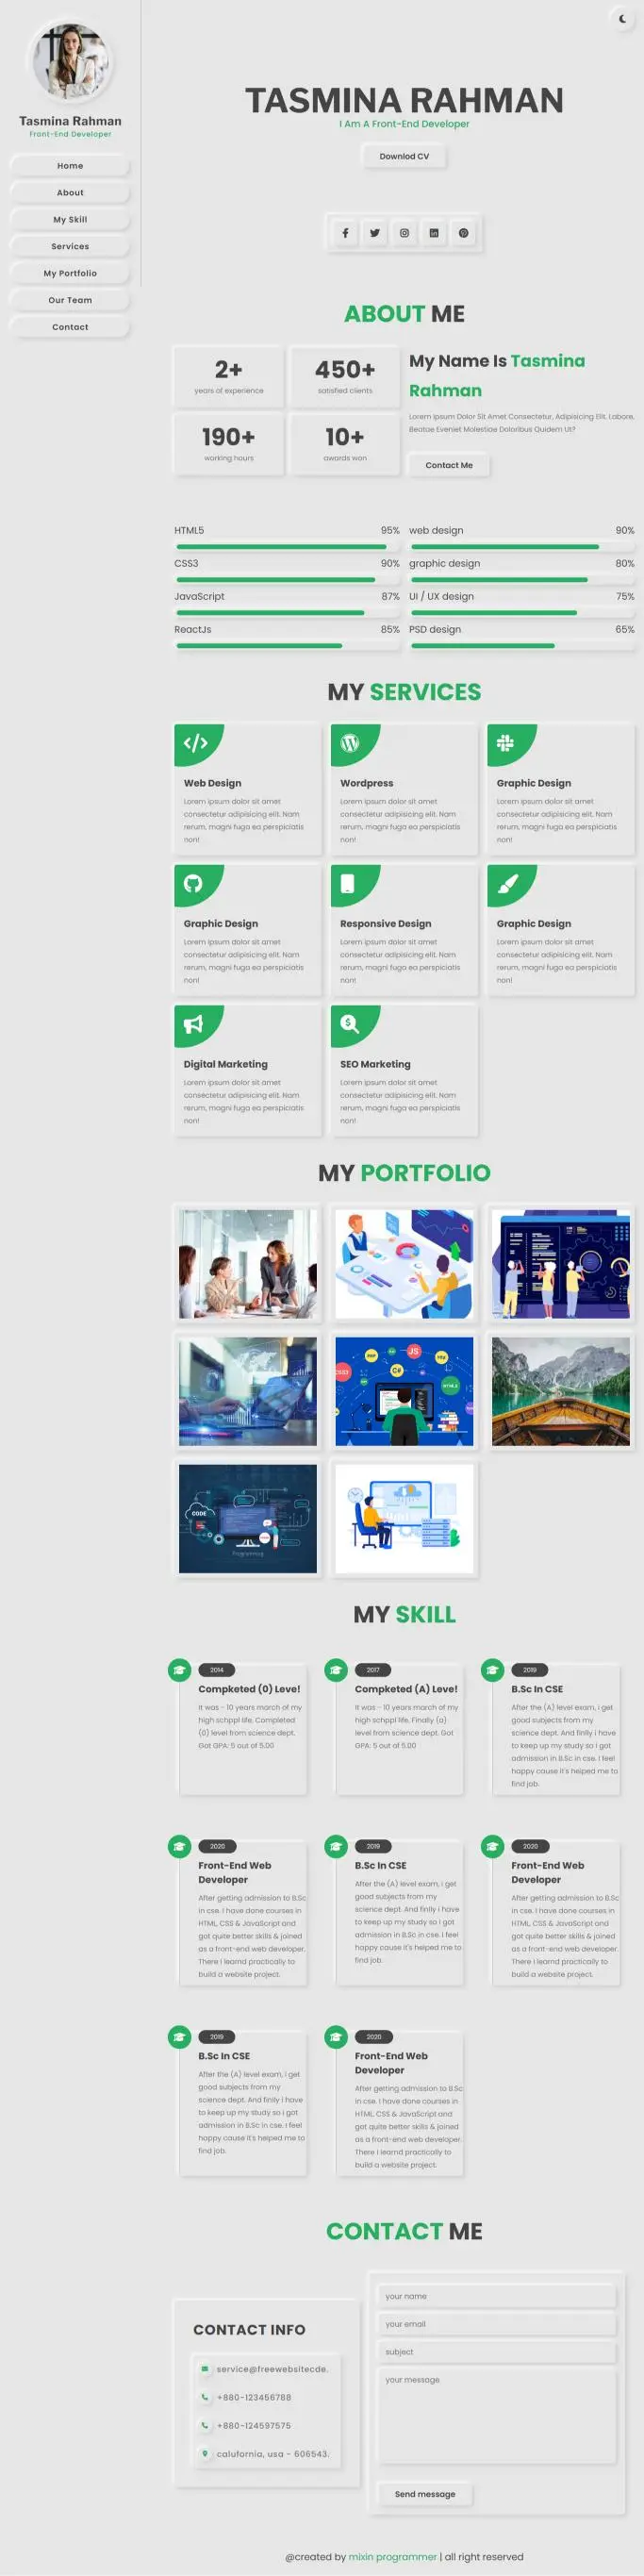 Tasmina Rahman
Front-End Developer
Home
About
My Skill
Services
My Portfolio
Our Team
Contact
TASMINA RAHMAN
I Am A Front-End Developer
Downlod CV
ABOUT ME
2+
years of experience
450+
satisfied clients
190+
working hours
10+
awards won
My Name Is Tasmina
Rahman
Lorem Ipsum Dolor Sit Amet Consectetur, Adipisicing Elit. Labore,
Beatae Eveniet Molestiae Doloribus Quidem Ut?
Contact Me
HTML5 95%
CSS3 90%
JavaScript 87%
ReactJs 85%
web design 90%
graphic design 80%
UI / UX design 75%
PSD design 65%
MY SERVICES
Web Design
Lorem ipsum dolor sit amet
consectetur adipisicing elit. Nam
rerum, magni fuga ea perspiciatis
non!
Wordpress
Lorem ipsum dolor sit amet
consectetur adipisicing elit. Nam
rerum, magni fuga ea perspiciatis
non!
Graphic Design
Lorem ipsum dolor sit amet
consectetur adipisicing elit. Nam
rerum, magni fuga ea perspiciatis
non!
Graphic Design
Lorem ipsum dolor sit amet
consectetur adipisicing elit. Nam
rerum, magni fuga ea perspiciatis
non!
Responsive Design
Lorem ipsum dolor sit amet
consectetur adipisicing elit. Nam
rerum, magni fuga ea perspiciatis
non!
Graphic Design
Lorem ipsum dolor sit amet
consectetur adipisicing elit. Nam
rerum, magni fuga ea perspiciatis
non!
Digital Marketing
Lorem ipsum dolor sit amet
consectetur adipisicing elit. Nam
rerum, magni fuga ea perspiciatis
non!
SEO Marketing
Lorem ipsum dolor sit amet
consectetur adipisicing elit. Nam
rerum, magni fuga ea perspiciatis
non!
MY PORTFOLIO
CSS3
PHP
JS
C#
HTML5
CODE
Programming
MY SKILL
2014
Compketed (0) Leve!
It was - 10 years march of my
high schppl life. Completed
(0) level from science dept.
Got GPA: 5 out of 5.00
2017
Compketed (A) Leve!
It was - 10 years march of my
high schppl life. Finally (a)
level from science dept. Got
GPA: 5 out of 5.00
2019
B.Sc In CSE
After the (A) level exam, i get
good subjects from my
science dept. And finlly i have
to keep up my study so i got
admission in B.Sc in cse. I feel
happy cause it's helped me to
find job.
2020
Front-End Web
Developer
After getting admission to B.Sc
in cse. I have done courses in
HTML, CSS & JavaScript and
got quite better skills & joined
as a front-end web developer.
There I learnd practically to
build a website project.
2019
B.Sc In CSE
After the (A) level exam, i get
good subjects from my
science dept. And finlly i have
to keep up my study so i got
admission in B.Sc in cse. I feel
happy cause it's helped me to
find job.
2020
Front-End Web
Developer
After getting admission to B.Sc
in cse. I have done courses in
HTML, CSS & JavaScript and
got quite better skills & joined
as a front-end web developer.
There I learnd practically to
build a website project.
2019
B.Sc In CSE
After the (A) level exam, i get
good subjects from my
science dept. And finlly i have
to keep up my study so i got
admission in B.Sc in cse. I feel
happy cause it's helped me to
find job.
2020
Front-End Web
Developer
After getting admission to B.Sc
in cse. I have done courses in
HTML, CSS & JavaScript and
got quite better skills & joined
as a front-end web developer.
There I learnd practically to
build a website project.
CONTACT ME
CONTACT INFO
service@freewebsitecde.
+880-123456788
+880-124597575
calufornia, usa - 606543.
your name
your email
subject
your message
Send message
@created by mixin programmer | all right reserved